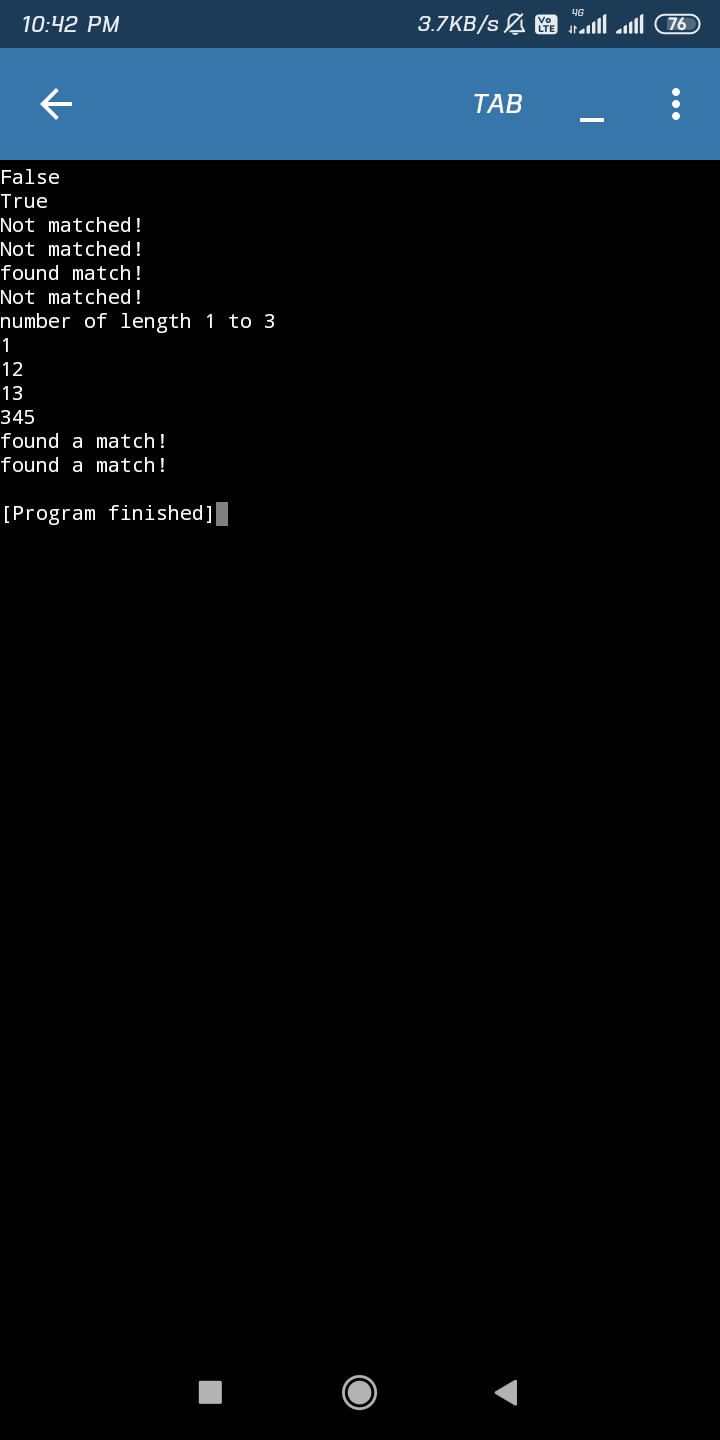 10:42 PM 3.7KB/s Vo LTE 4G 76
TAB
False
True
Not matched!
Not matched!
found match!
Not matched!
number of length 1 to 3
1
12
13
345
found a match!
found a match!
[Program finished]